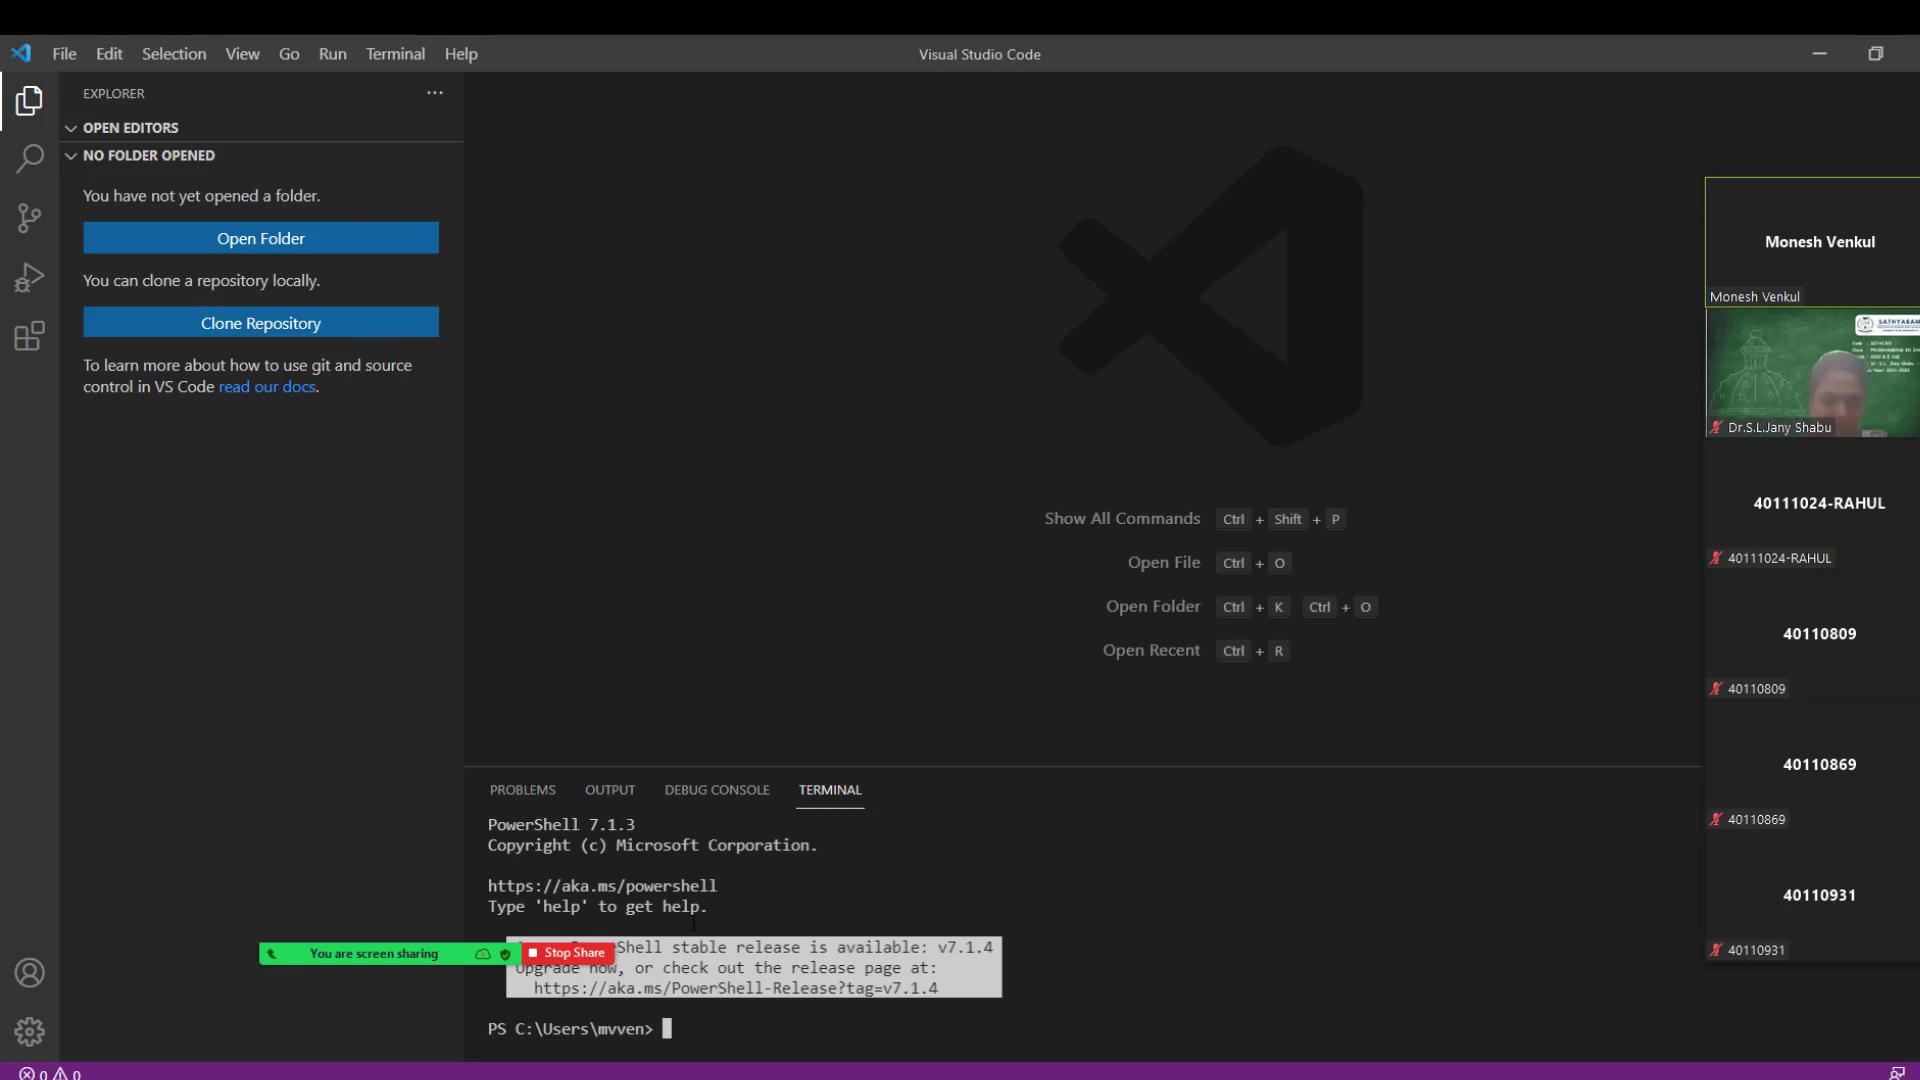 File Edit Selection View Go Run Terminal Help
Visual Studio Code
EXPLORER
OPEN EDITORS
NO FOLDER OPENED
You have not yet opened a folder.
Open Folder
You can clone a repository locally.
Clone Repository
To learn more about how to use git and source
control in VS Code read our docs.
Show All Commands Ctrl + Shift + P
Open File Ctrl + O
Open Folder Ctrl + K Ctrl + O
Open Recent Ctrl + R
PROBLEMS OUTPUT DEBUG CONSOLE TERMINAL
PowerShell 7.1.3
Copyright (c) Microsoft Corporation.
https://aka.ms/powershell
Type 'help' to get help.
Shell stable release is available: v7.1.4
Upgrade now, or check out the release page at:
https://aka.ms/PowerShell-Release?tag=v7.1.4
You are screen sharing
Stop Share
PS C:\Users\mvven>
0 0
Monesh Venkul
Monesh Venkul
SATHYABAM
Dr.S.L.Jany Shabu
40111024-RAHUL
40111024-RAHUL
40110809
40110809
40110869
40110869
40110931
40110931